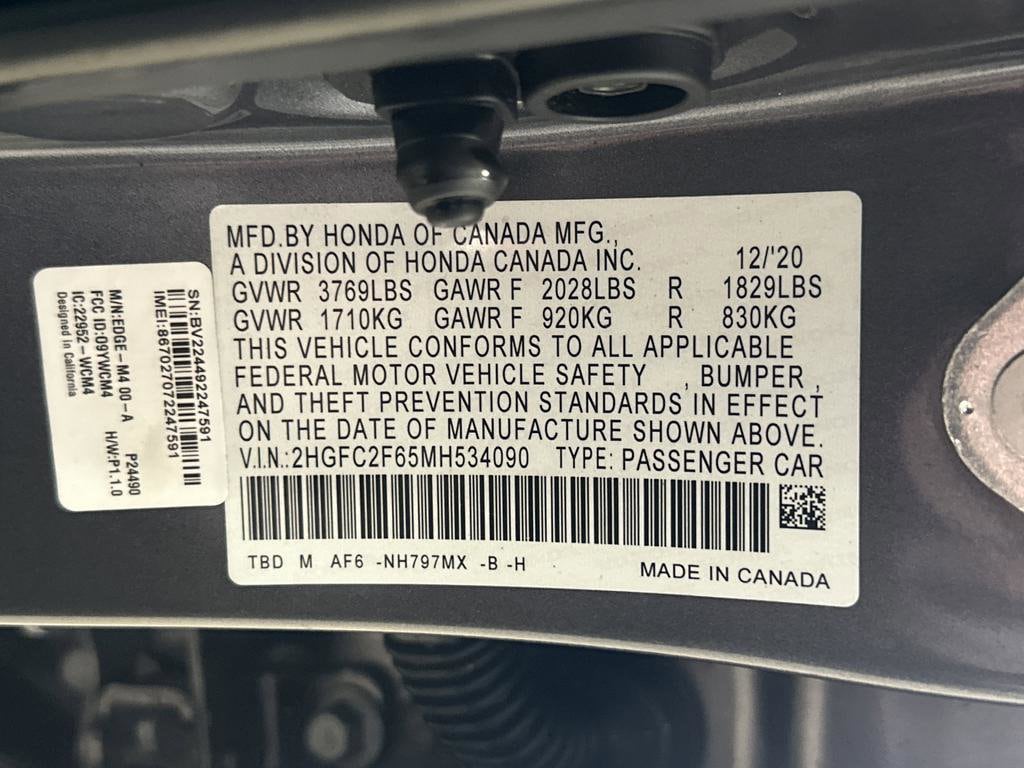 MFD.BY HONDA OF CANADA MFG.,
A DIVISION OF HONDA CANADA INC. 12/'20
GVWR 3769LBS GAWR F 2028LBS R 1829LBS
GVWR 1710KG GAWR F 920KG R 830KG
THIS VEHICLE CONFORMS TO ALL APPLICABLE
FEDERAL MOTOR VEHICLE SAFETY , BUMPER ,
AND THEFT PREVENTION STANDARDS IN EFFECT
ON THE DATE OF MANUFACTURE SHOWN ABOVE.
V.I.N.:2HGFC2F65MH534090 TYPE: PASSENGER CAR
TBD M AF6 -NH797MX -B -H
MADE IN CANADA
SN:BV224492247591
IMEI:867027072247591
M/N:EDGE-M4 00-A P24490
FCC ID:09YWCM4 H/W:P1.1.0
IC:22952-WCM4
Designed in California